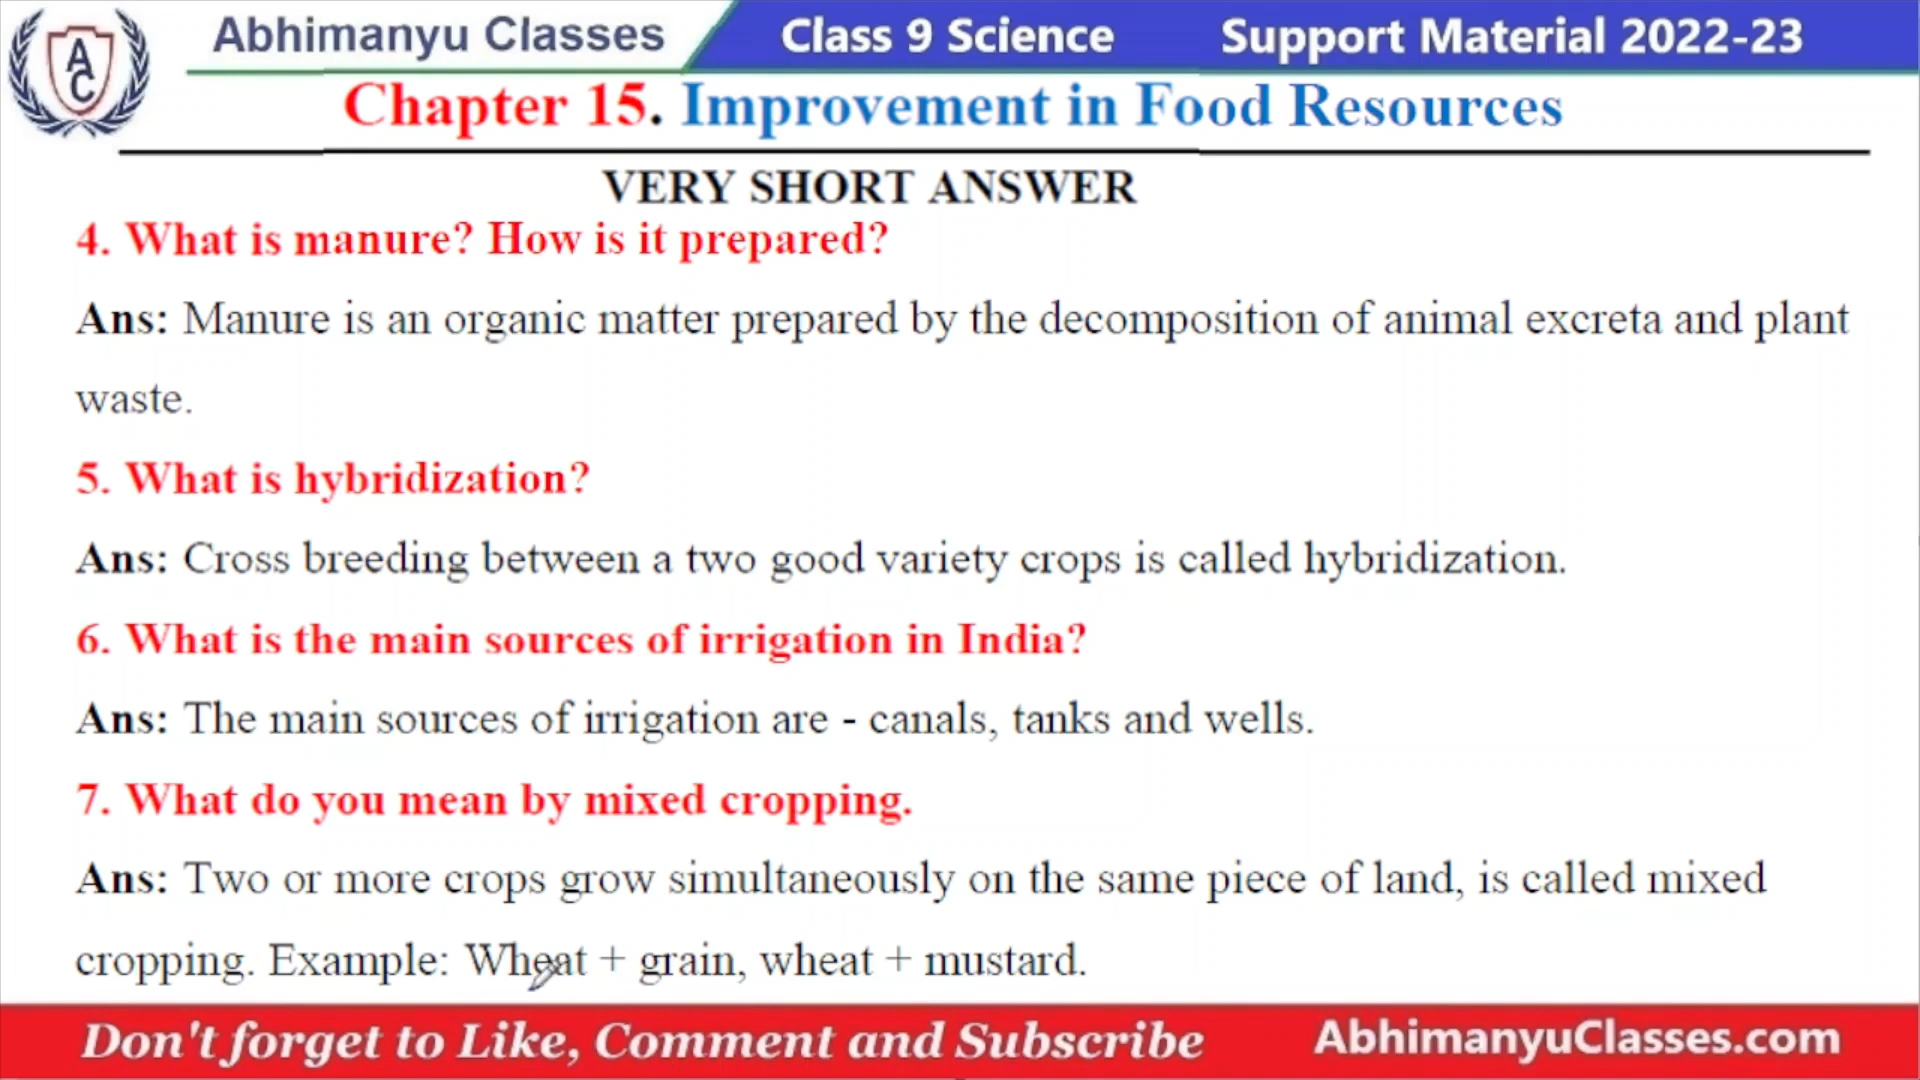 AC
Abhimanyu Classes
Class 9 Science
Support Material 2022-23
Chapter 15. Improvement in Food Resources
VERY SHORT ANSWER
4. What is manure? How is it prepared?
Ans: Manure is an organic matter prepared by the decomposition of animal excreta and plant
waste.
5. What is hybridization?
Ans: Cross breeding between a two good variety crops is called hybridization.
6. What is the main sources of irrigation in India?
Ans: The main sources of irrigation are - canals, tanks and wells.
7. What do you mean by mixed cropping.
Ans: Two or more crops grow simultaneously on the same piece of land, is called mixed
cropping. Example: Wheat + grain, wheat + mustard.
Don't forget to Like, Comment and Subscribe
AbhimanyuClasses.com